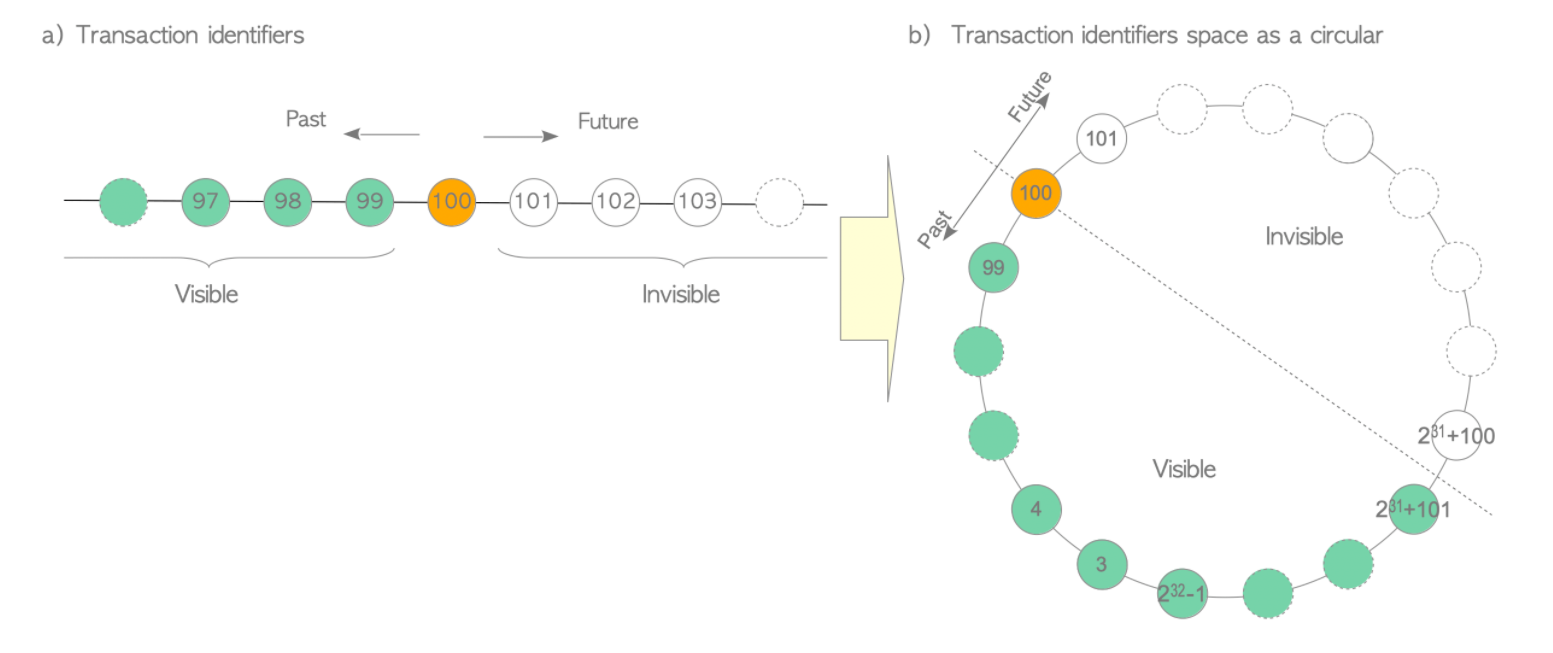 a) Transaction identifiers
Past
Future
97
98
99
100
101
102
103
Visible
Invisible
b) Transaction identifiers space as a circular
Future
Past
101
100
99
Invisible
2³¹+100
Visible
2³¹+101
4
3
2³²-1